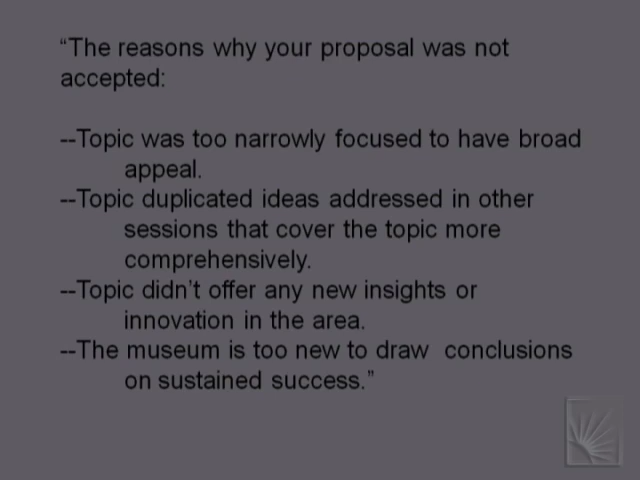 “The reasons why your proposal was not
accepted:
--Topic was too narrowly focused to have broad
appeal.
--Topic duplicated ideas addressed in other
sessions that cover the topic more
comprehensively.
--Topic didn’t offer any new insights or
innovation in the area.
--The museum is too new to draw conclusions
on sustained success.”